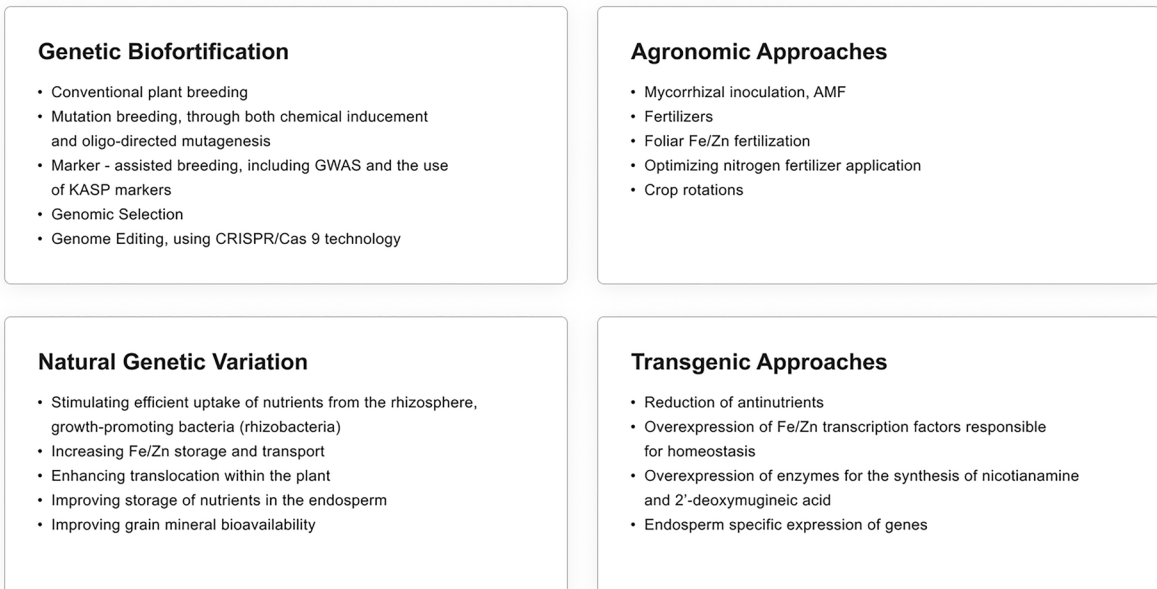 Genetic Biofortification
• Conventional plant breeding
• Mutation breeding, through both chemical inducement
and oligo-directed mutagenesis
• Marker - assisted breeding, including GWAS and the use
of KASP markers
• Genomic Selection
• Genome Editing, using CRISPR/Cas 9 technology
Agronomic Approaches
• Mycorrhizal inoculation, AMF
• Fertilizers
• Foliar Fe/Zn fertilization
• Optimizing nitrogen fertilizer application
• Crop rotations
Natural Genetic Variation
• Stimulating efficient uptake of nutrients from the rhizosphere,
growth-promoting bacteria (rhizobacteria)
• Increasing Fe/Zn storage and transport
• Enhancing translocation within the plant
• Improving storage of nutrients in the endosperm
• Improving grain mineral bioavailability
Transgenic Approaches
• Reduction of antinutrients
• Overexpression of Fe/Zn transcription factors responsible
for homeostasis
• Overexpression of enzymes for the synthesis of nicotianamine
and 2’-deoxymugineic acid
• Endosperm specific expression of genes